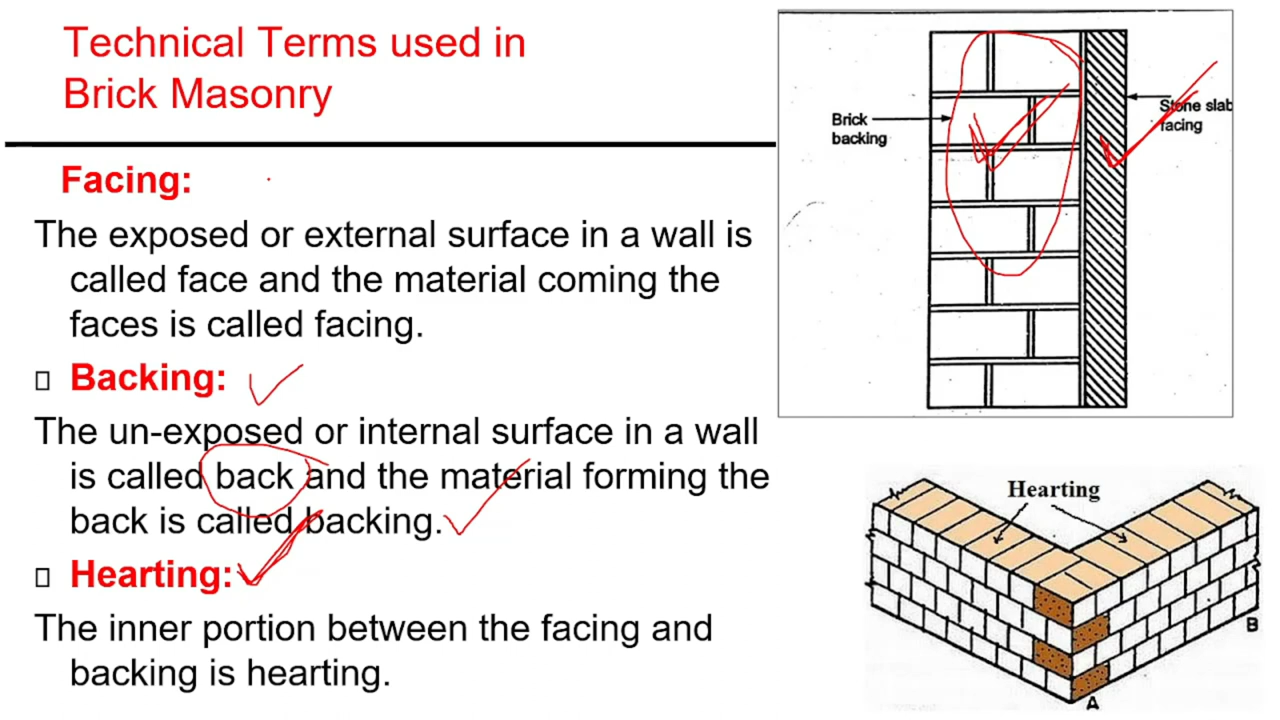 Technical Terms used in
Brick Masonry
Facing:
The exposed or external surface in a wall is
called face and the material coming the
faces is called facing.
Backing:
The un-exposed or internal surface in a wall
is called back and the material forming the
back is called backing.
Hearting:
The inner portion between the facing and
backing is hearting.
Brick
backing
Stone slab
facing
Hearting
B
A